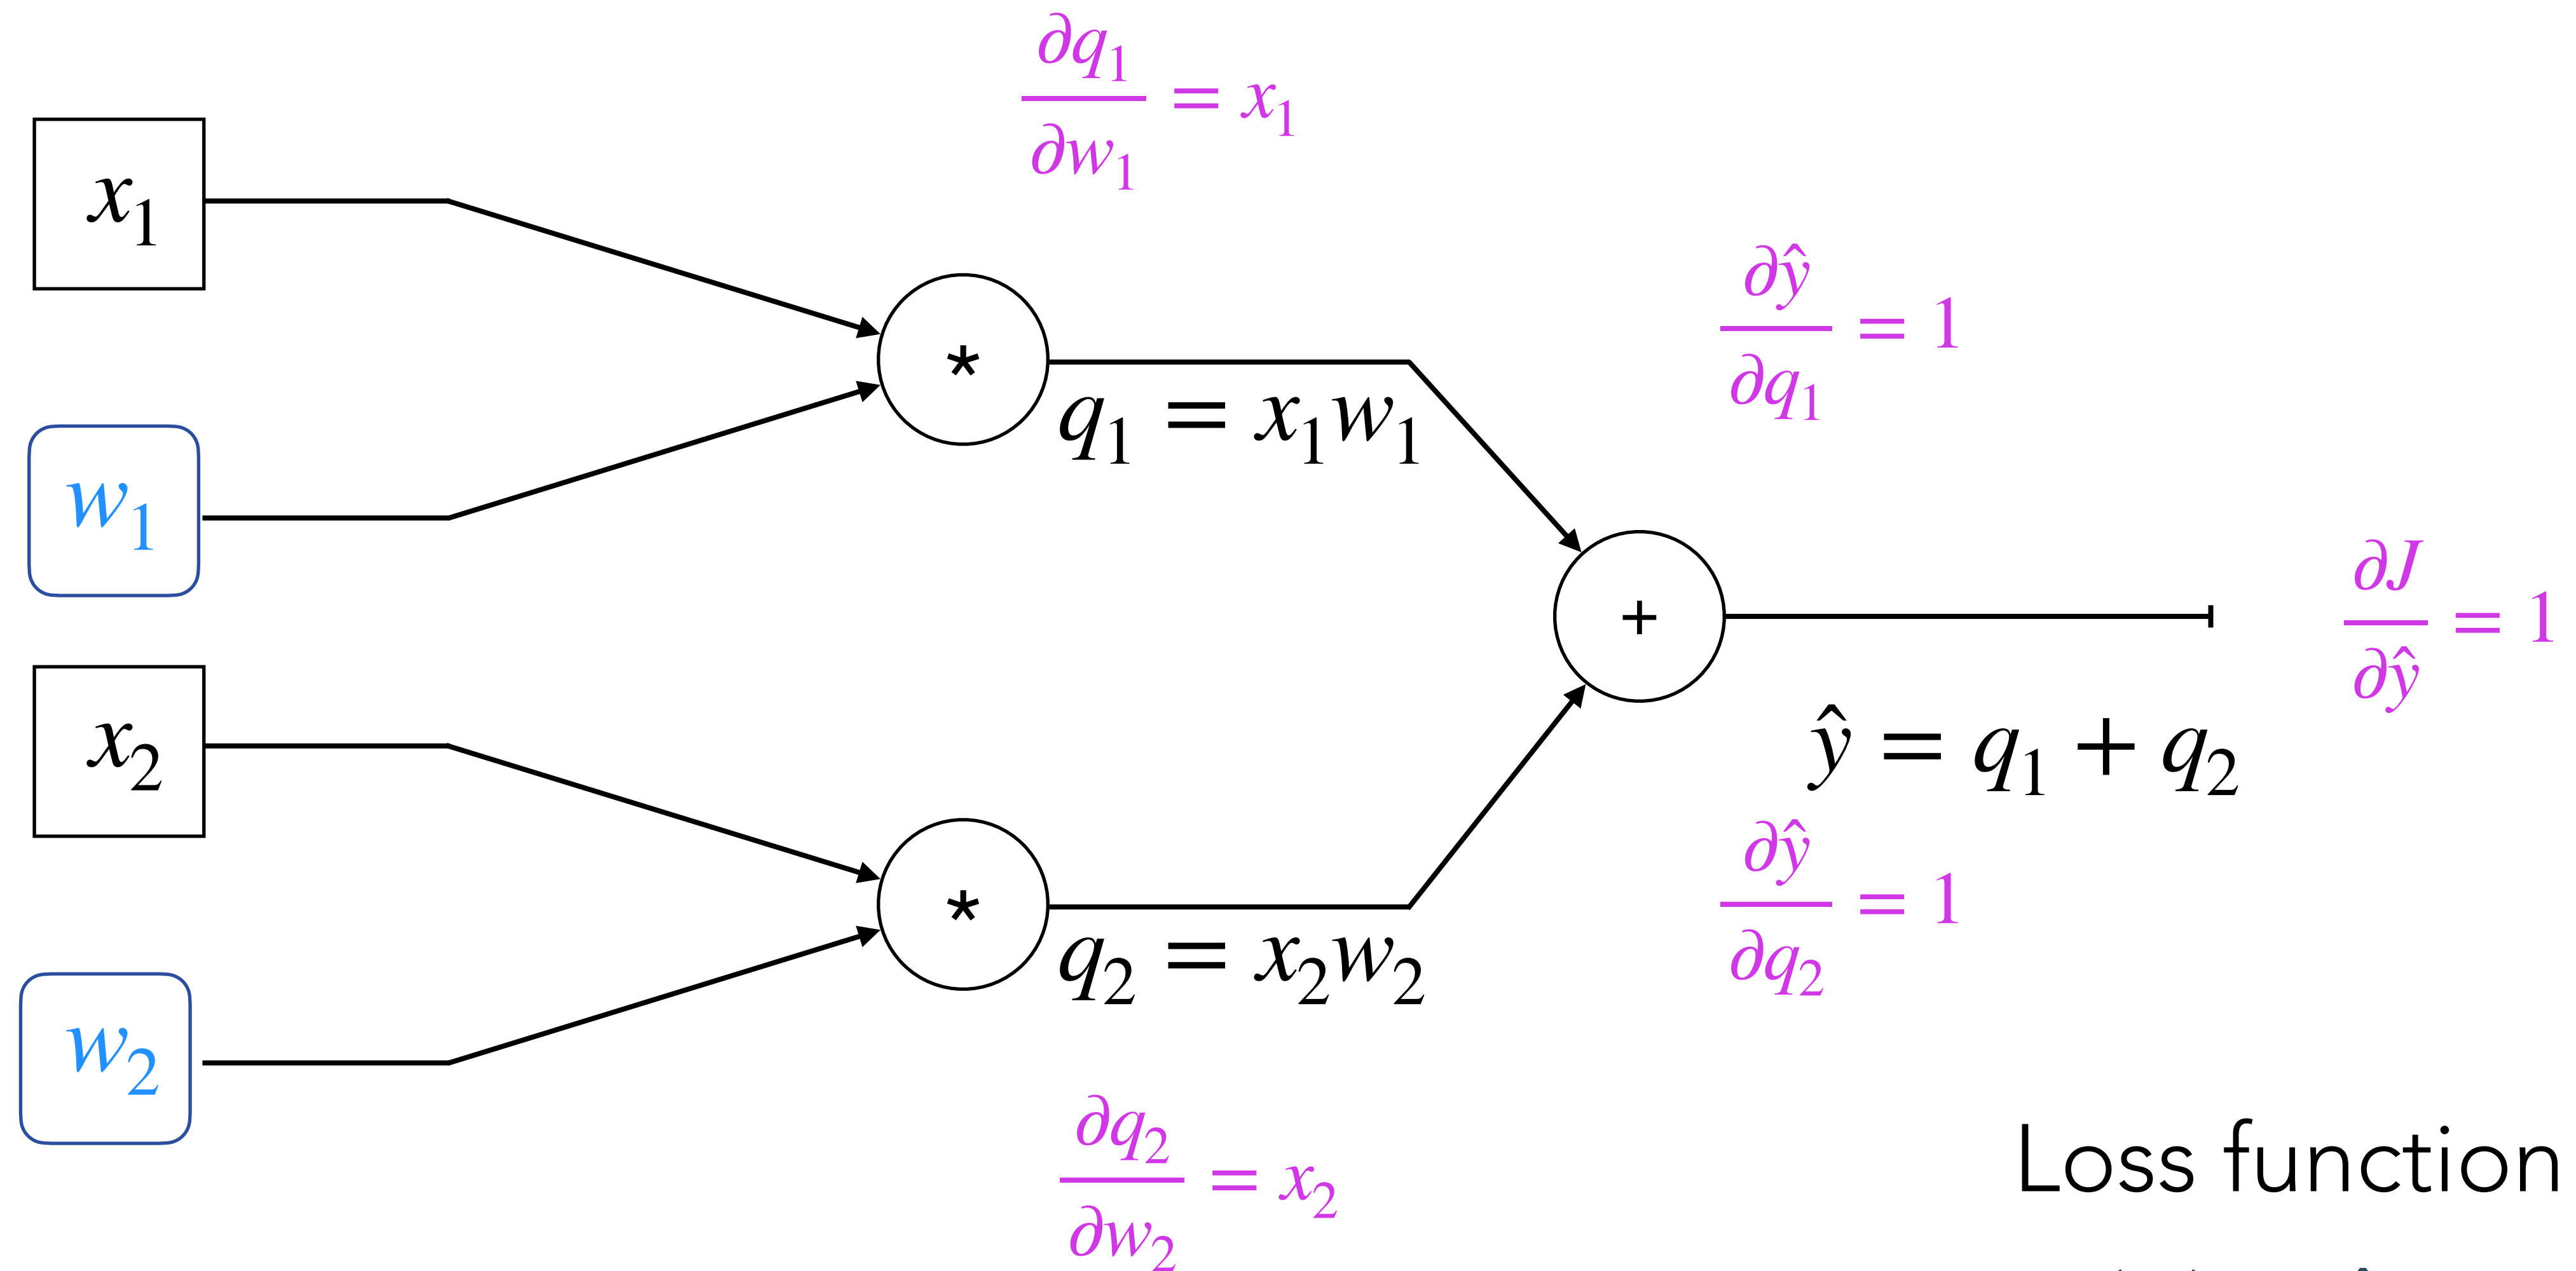 ∂q₁/∂w₁ = x₁
x₁
∂ŷ/∂q₁ = 1
*
q₁ = x₁w₁
w₁
∂J/∂ŷ = 1
+
x₂
ŷ = q₁ + q₂
∂ŷ/∂q₂ = 1
*
q₂ = x₂w₂
w₂
∂q₂/∂w₂ = x₂
Loss function